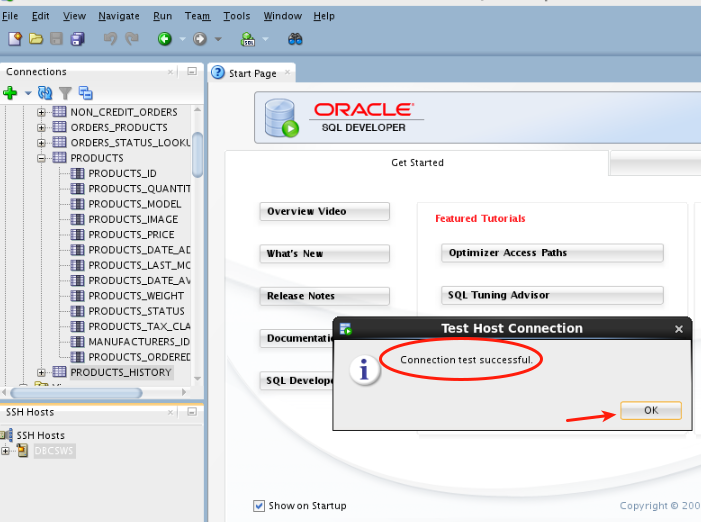 File Edit View Navigate Run Team Tools Window Help
Connections
Start Page
NON_CREDIT_ORDERS
ORDERS_PRODUCTS
ORDERS_STATUS_LOOKU
PRODUCTS
PRODUCTS_ID
PRODUCTS_QUANTIT
PRODUCTS_MODEL
PRODUCTS_IMAGE
PRODUCTS_PRICE
PRODUCTS_DATE_AD
PRODUCTS_LAST_MO
PRODUCTS_DATE_AV
PRODUCTS_WEIGHT
PRODUCTS_STATUS
PRODUCTS_TAX_CLA
MANUFACTURERS_ID
PRODUCTS_ORDERED
PRODUCTS_HISTORY
SSH Hosts
SSH Hosts
DBCSWS
ORACLE
SQL DEVELOPER
Get Started
Overview Video
What's New
Release Notes
Documentati
SQL Develope
Featured Tutorials
Optimizer Access Paths
SQL Tuning Advisor
Test Host Connection
Connection test successful.
OK
Show on Startup
Copyright © 200